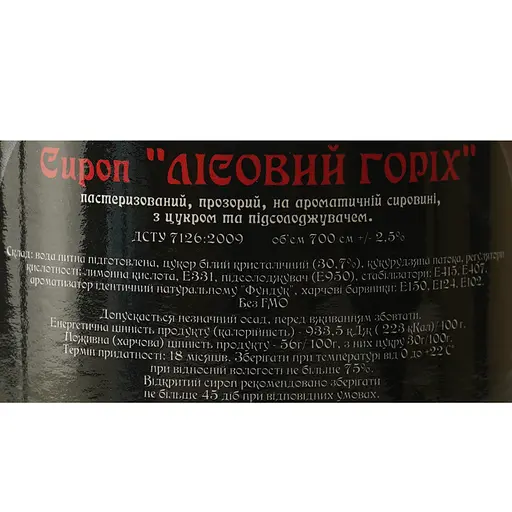 Сироп "ЛІСОВИЙ ГОРІХ"
пастеризований, прозорий, на ароматичній сировині,
з цукром та підсолоджувачем.
ДСТУ 7126:2009 об'єм 700 см +/- 2,5%
Склад: вода питна підготовлена, цукор білий кристалічний (30,7%), кукурудзяна патока, регулятори
кислотності: лимонна кислота, Е331, підсолоджувач (Е950), стабілізатори: Е415, Е407,
ароматизатор ідентичний натуральному "Фундук", харчові барвники: Е150, Е124, Е102.
Без ГМО
Допускається незначний осад, перед вживанням збовтати.
Енергетична цінність продукту (калорійність) - 933,5 кДж ( 223 кКал)/100 г.
Поживна (харчова) цінність продукту - 56г/ 100г, з них цукру 30г/100г.
Термін придатності: 18 місяців. Зберігати при температурі від 0 до +22 С
при відносній вологості не більше 75%.
Відкритий сироп рекомендовано зберігати
не більше 45 діб при відповідних умовах.